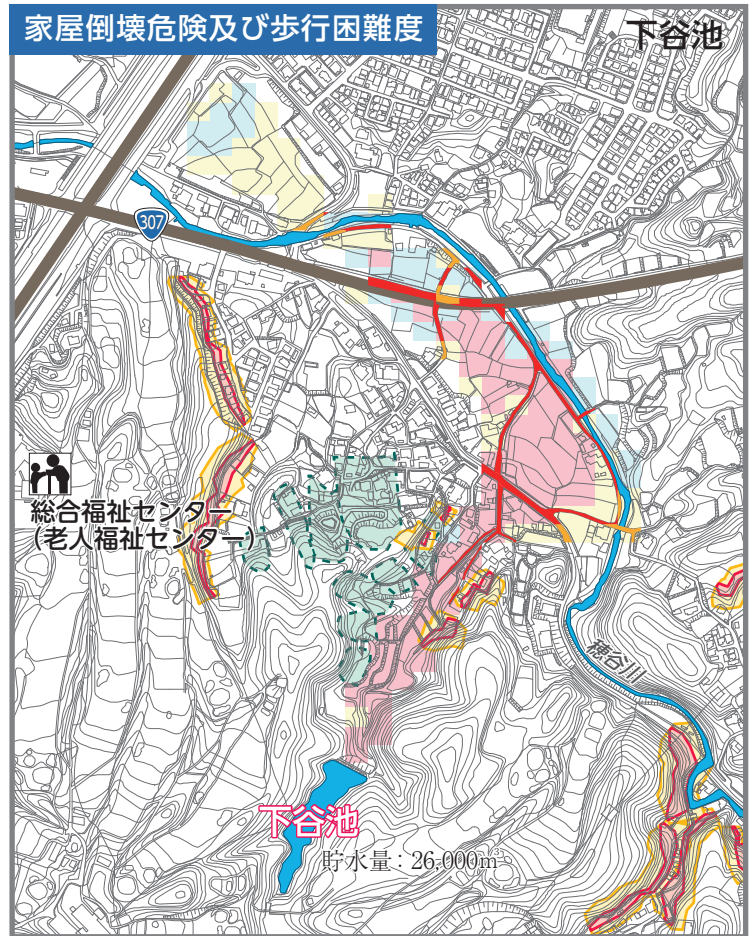 家屋倒壊危険及び歩行困難度
下谷池
307
総合福祉センター
(老人福祉センター)
穂谷川
下谷池
貯水量：26,000m³